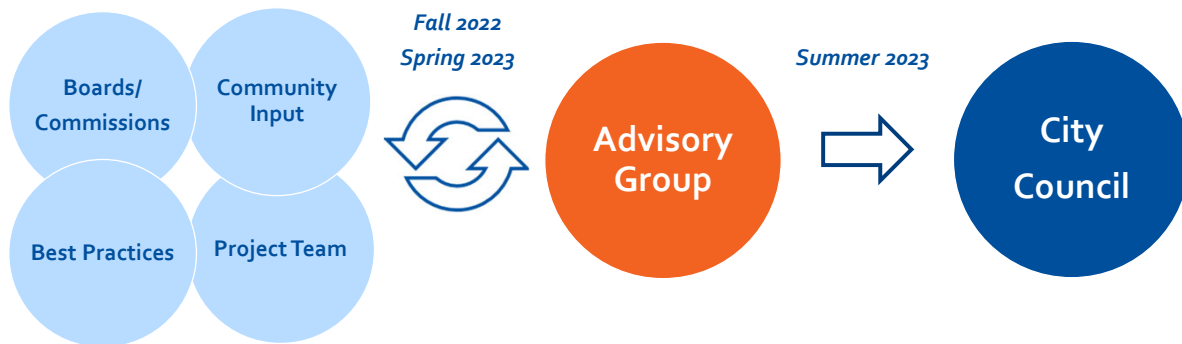 Boards/
Commissions
Community
Input
Best Practices
Project Team
Fall 2022
Spring 2023
Advisory
Group
Summer 2023
City
Council